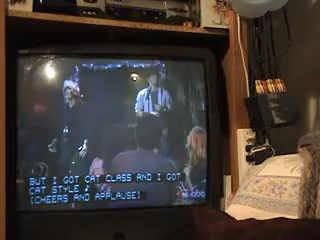 BUT I GOT CAT CLASS AND I GOT
CAT STYLE ♪
[CHEERS AND APPLAUSE]
abc